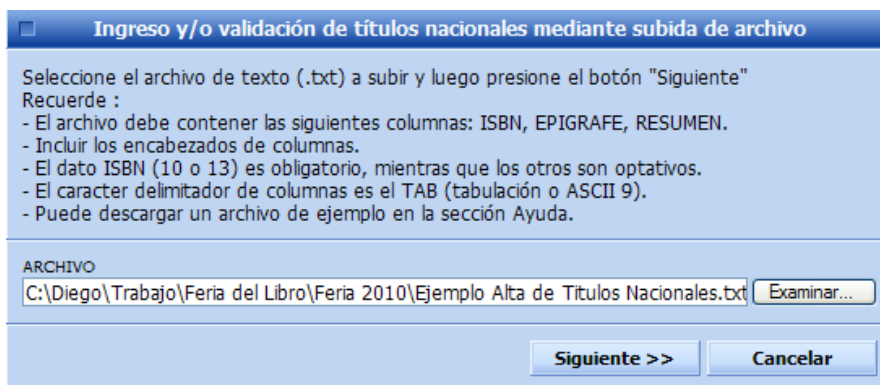 Ingreso y/o validación de títulos nacionales mediante subida de archivo
Seleccione el archivo de texto (.txt) a subir y luego presione el botón "Siguiente"
Recuerde :
- El archivo debe contener las siguientes columnas: ISBN, EPIGRAFE, RESUMEN.
- Incluir los encabezados de columnas.
- El dato ISBN (10 o 13) es obligatorio, mientras que los otros son optativos.
- El caracter delimitador de columnas es el TAB (tabulación o ASCII 9).
- Puede descargar un archivo de ejemplo en la sección Ayuda.
ARCHIVO
C:\Diego\Trabajo\Feria del Libro\Feria 2010\Ejemplo Alta de Titulos Nacionales.txt Examinar...
Siguiente >> Cancelar